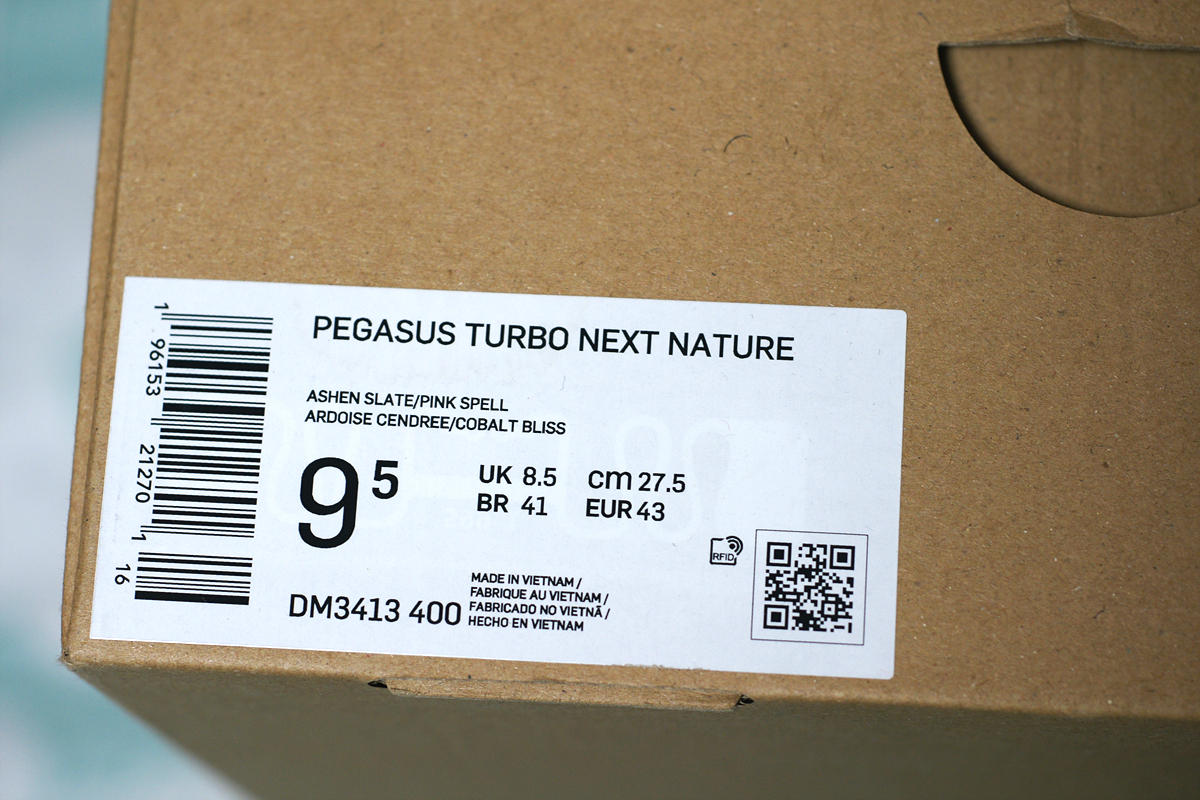 1 96153 21270 1
16
PEGASUS TURBO NEXT NATURE
ASHEN SLATE/PINK SPELL
ARDOISE CENDREE/COBALT BLISS
9 5
UK 8.5 cm 27.5
BR 41 EUR 43
RFID
DM3413 400
MADE IN VIETNAM /
FABRIQUE AU VIETNAM /
FABRICADO NO VIETNÃ /
HECHO EN VIETNAM